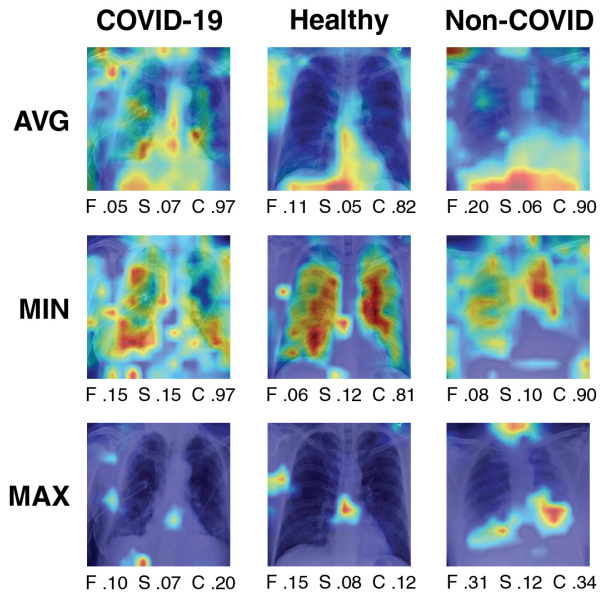 COVID-19 Healthy Non-COVID
AVG
F .05 S .07 C .97 F .11 S .05 C .82 F .20 S .06 C .90
MIN
F .15 S .15 C .97 F .06 S .12 C .81 F .08 S .10 C .90
MAX
F .10 S .07 C .20 F .15 S .08 C .12 F .31 S .12 C .34